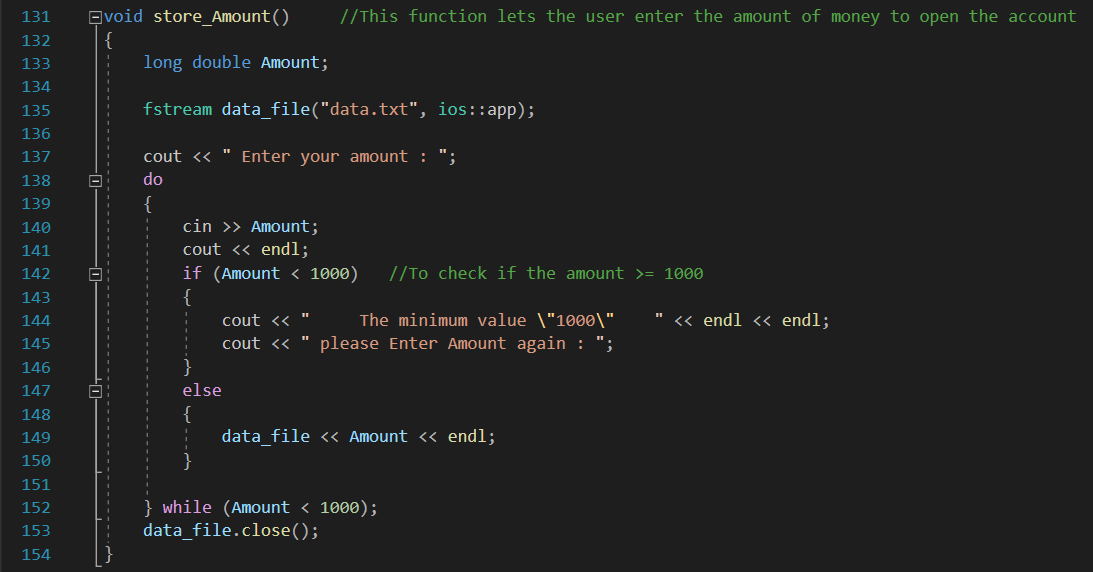 131 void store_Amount()     //This function lets the user enter the amount of money to open the account
132 {
133     long double Amount;
134
135     fstream data_file("data.txt", ios::app);
136
137     cout << " Enter your amount : ";
138     do
139     {
140         cin >> Amount;
141         cout << endl;
142         if (Amount < 1000)   //To check if the amount >= 1000
143         {
144             cout << "     The minimum value \"1000\"    " << endl << endl;
145             cout << " please Enter Amount again : ";
146         }
147         else
148         {
149             data_file << Amount << endl;
150         }
151
152     } while (Amount < 1000);
153     data_file.close();
154 }